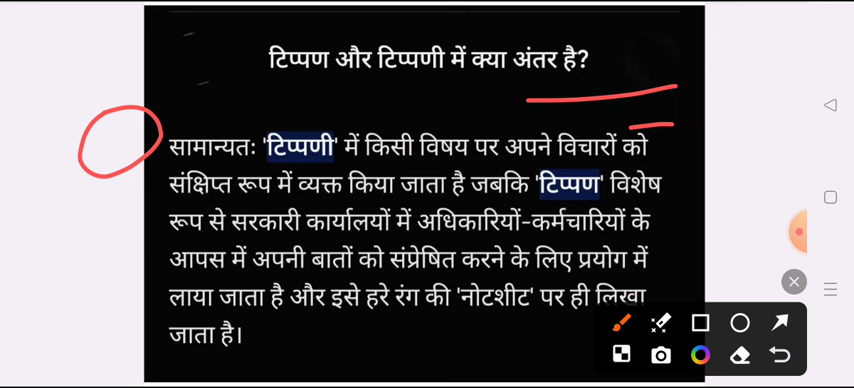 टिप्पण और टिप्पणी में क्या अंतर है?
सामान्यतः 'टिप्पणी' में किसी विषय पर अपने विचारों को
संक्षिप्त रूप में व्यक्त किया जाता है जबकि 'टिप्पण' विशेष
रूप से सरकारी कार्यालयों में अधिकारियों-कर्मचारियों के
आपस में अपनी बातों को संप्रेषित करने के लिए प्रयोग में
लाया जाता है और इसे हरे रंग की 'नोटशीट' पर ही लिखा
जाता है।